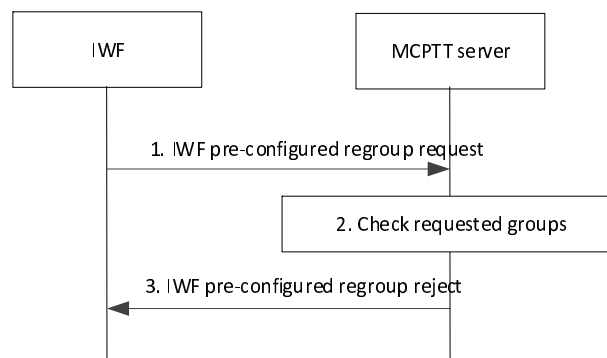 IWF
MCPTT server
1. IWF pre-configured regroup request
2. Check requested groups
3. IWF pre-configured regroup reject